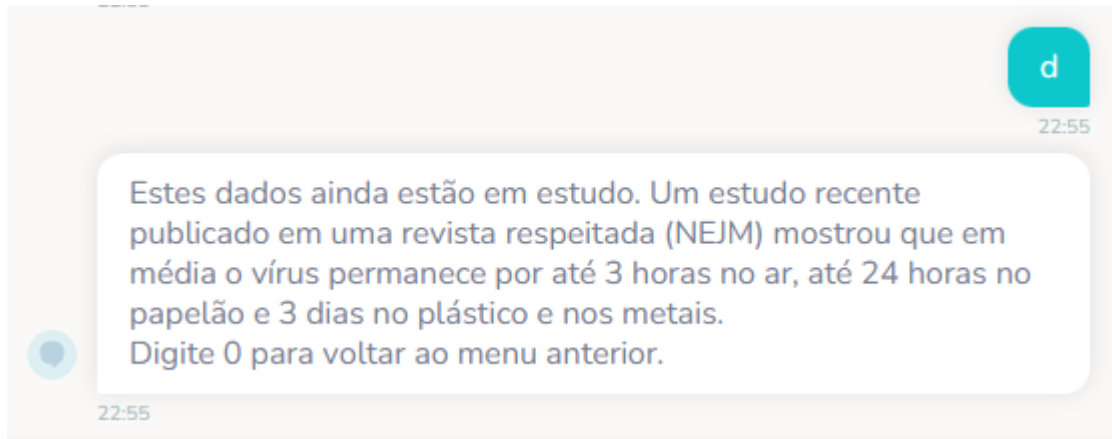 d
22:55
Estes dados ainda estão em estudo. Um estudo recente
publicado em uma revista respeitada (NEJM) mostrou que em
média o vírus permanece por até 3 horas no ar, até 24 horas no
papelão e 3 dias no plástico e nos metais.
Digite 0 para voltar ao menu anterior.
22:55